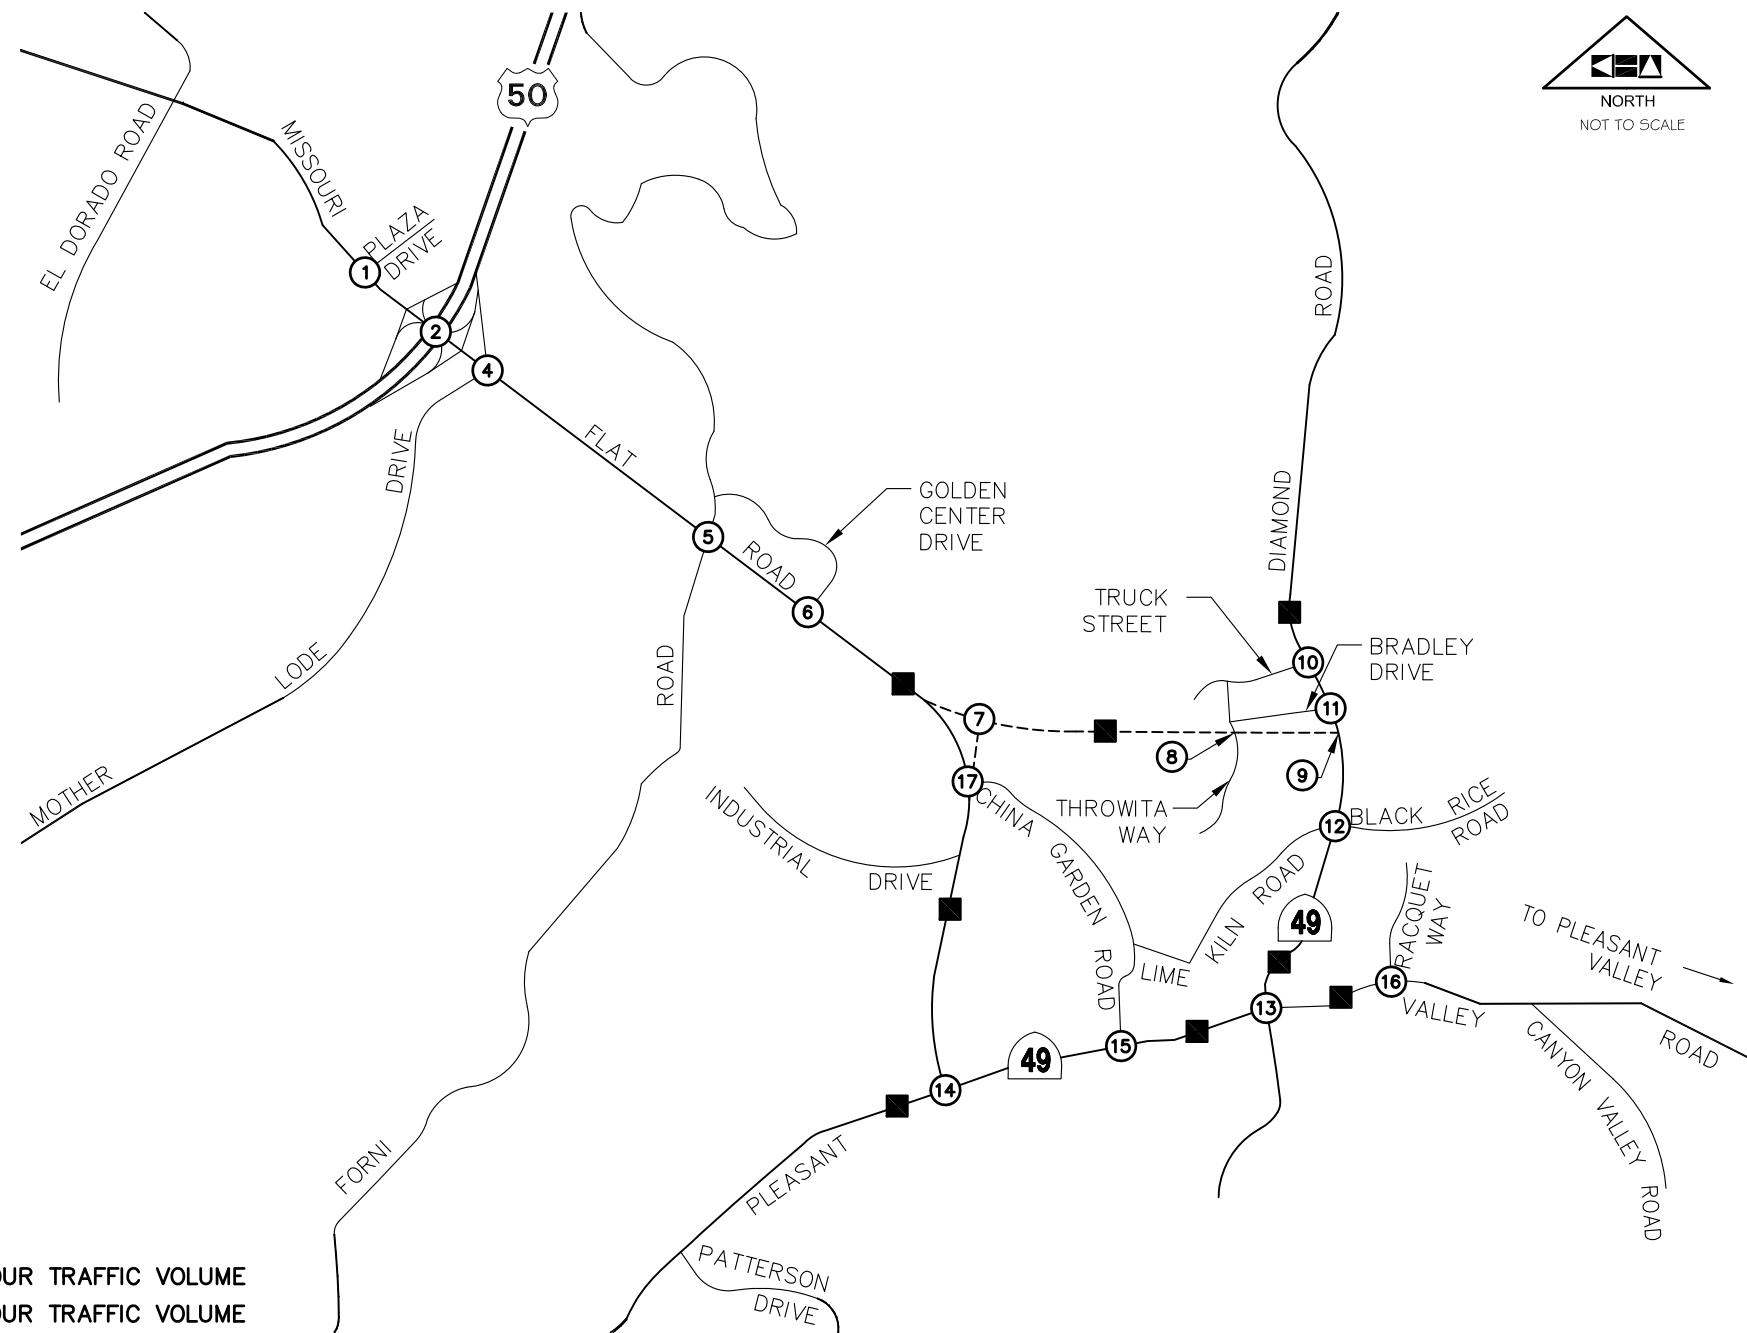 50
NORTH
NOT TO SCALE
EL DORADO ROAD
MISSOURI
PLAZA
DRIVE
1
2
4
FLAT
DRIVE
LODE
MOTHER
5
ROAD
6
GOLDEN
CENTER
DRIVE
ROAD
ROAD
DIAMOND
TRUCK
STREET
BRADLEY
DRIVE
10
11
7
8
9
THROWITA
WAY
17
CHINA
GARDEN
ROAD
INDUSTRIAL
DRIVE
12
BLACK
RICE
ROAD
LIME
KILN
ROAD
49
RACQUET
WAY
TO PLEASANT
VALLEY
16
13
15
49
14
VALLEY
ROAD
CANYON VALLEY ROAD
PLEASANT
FORNI
PATTERSON
DRIVE
OUR TRAFFIC VOLUME
OUR TRAFFIC VOLUME